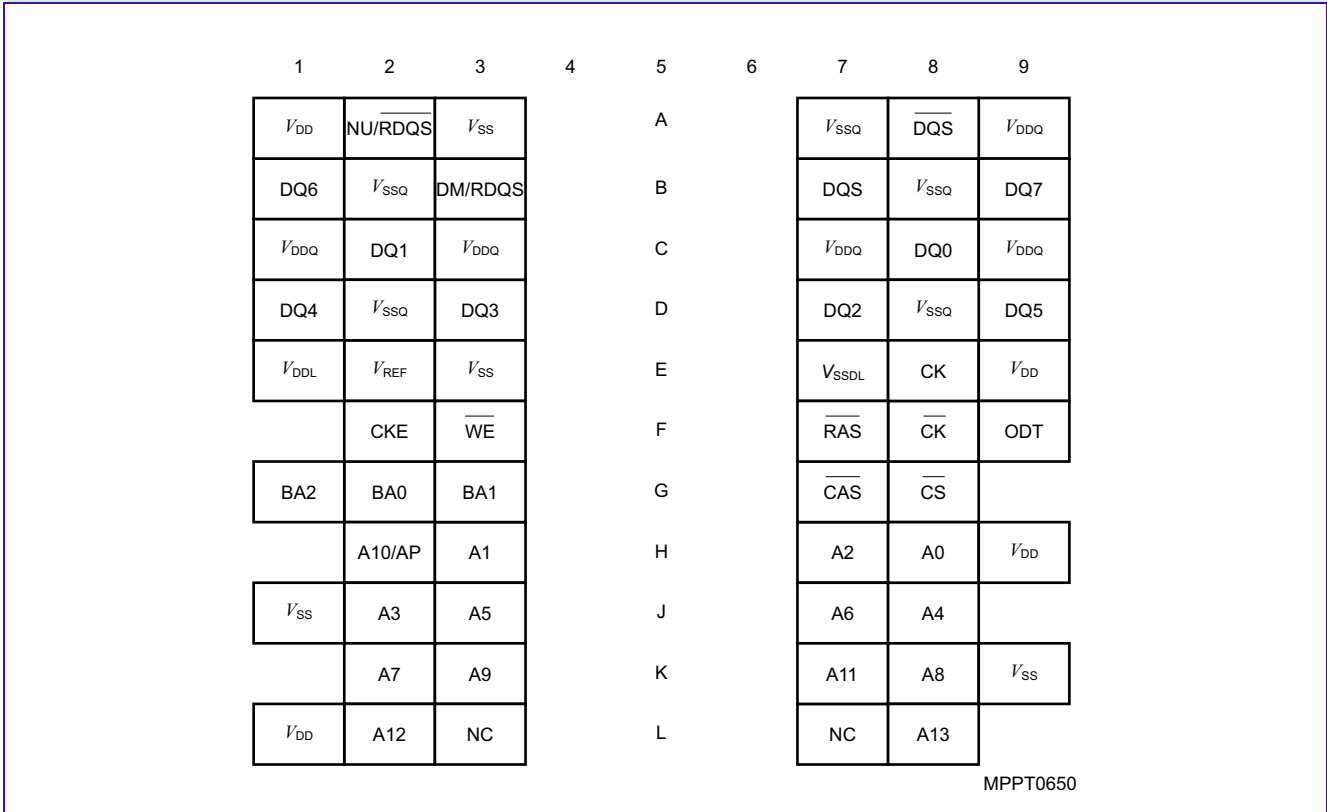 1 2 3 4 5 6 7 8 9
VDD NU/RDQS VSS A VSSQ DQS VDDQ
DQ6 VSSQ DM/RDQS B DQS VSSQ DQ7
VDDQ DQ1 VDDQ C VDDQ DQ0 VDDQ
DQ4 VSSQ DQ3 D DQ2 VSSQ DQ5
VDDL VREF VSS E VSSDL CK VDD
CKE WE F RAS CK ODT
BA2 BA0 BA1 G CAS CS
A10/AP A1 H A2 A0 VDD
VSS A3 A5 J A6 A4
A7 A9 K A11 A8 VSS
VDD A12 NC L NC A13
MPPT0650